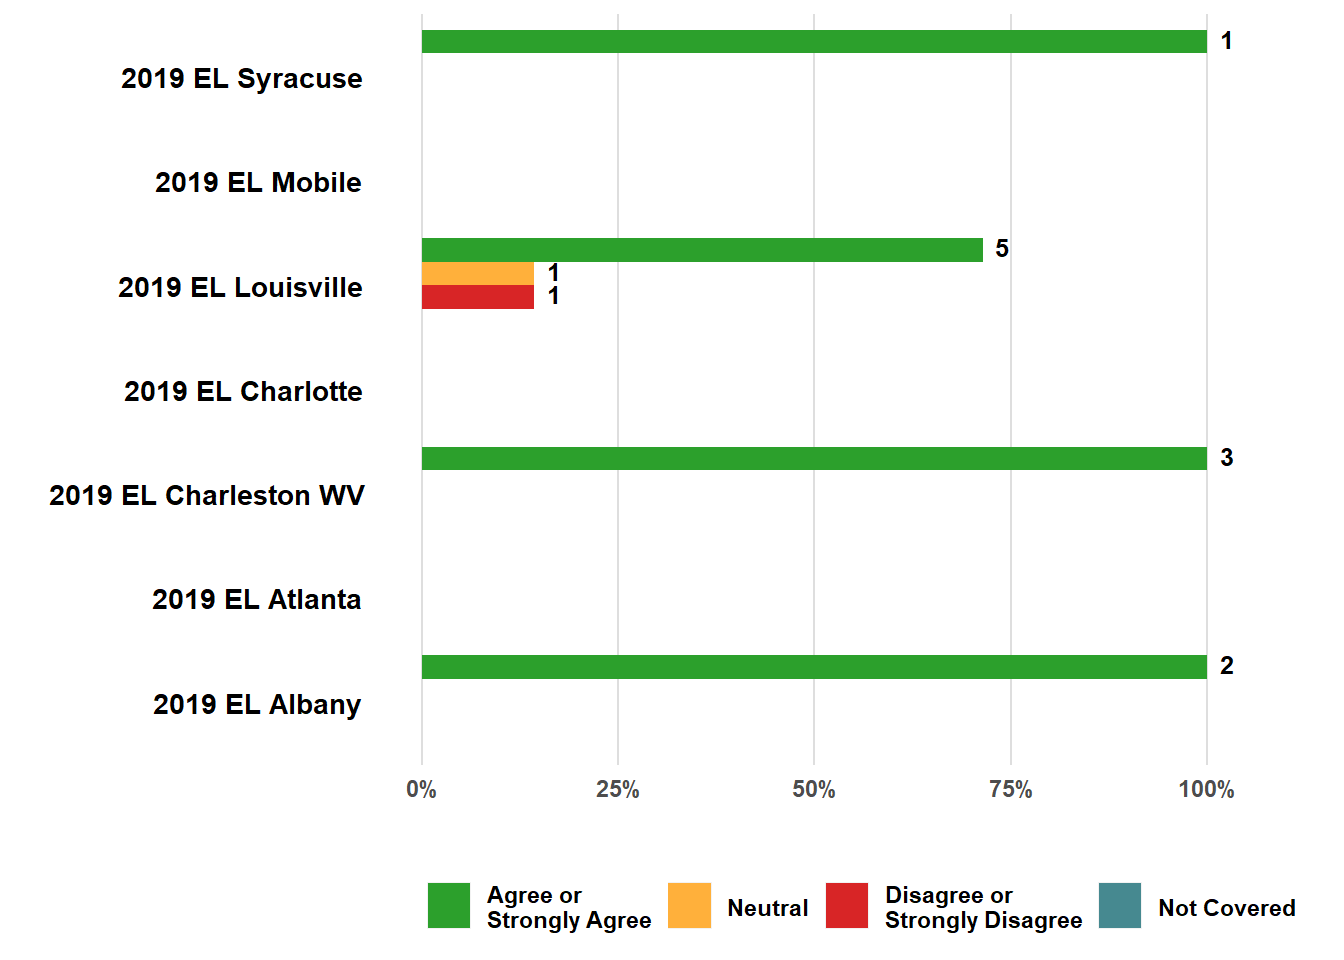 1
2019 EL Syracuse
2019 EL Mobile
5
1
2019 EL Louisville
1
2019 EL Charlotte
3
2019 EL Charleston WV
2019 EL Atlanta
2
2019 EL Albany
0% 25% 50% 75% 100%
Agree or
Strongly Agree
Neutral
Disagree or
Strongly Disagree
Not Covered